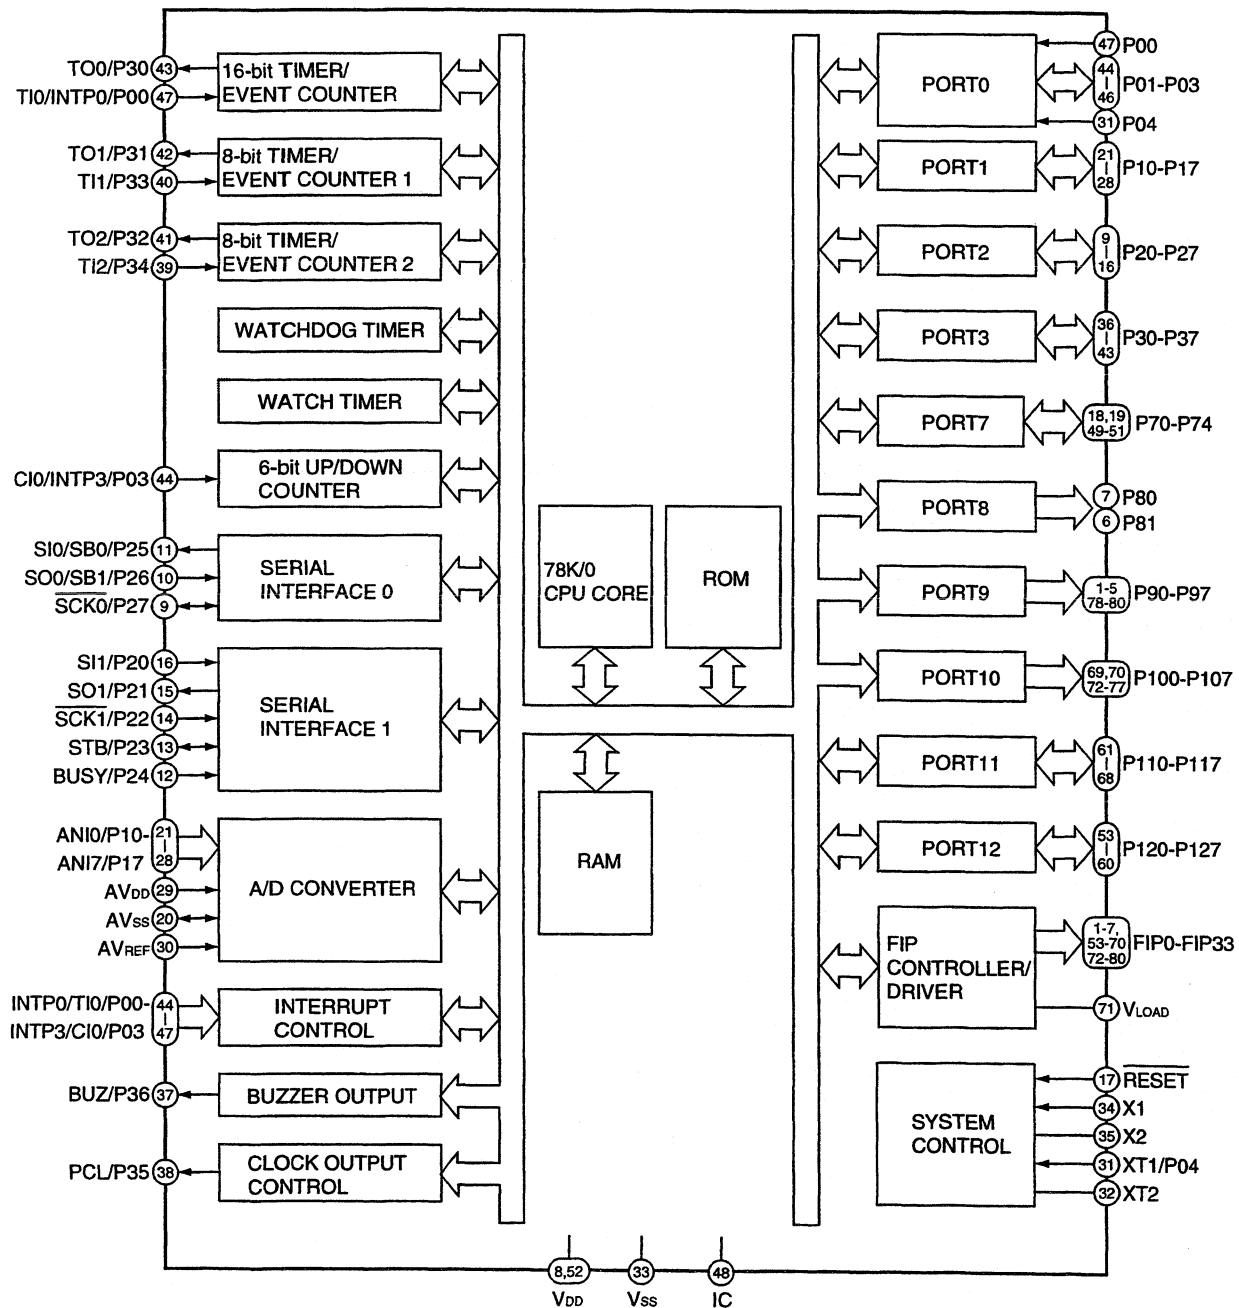 TO0/P30 43
TI0/INTP0/P00 47
16-bit TIMER/
EVENT COUNTER
TO1/P31 42
TI1/P33 40
8-bit TIMER/
EVENT COUNTER 1
TO2/P32 41
TI2/P34 39
8-bit TIMER/
EVENT COUNTER 2
WATCHDOG TIMER
WATCH TIMER
CI0/INTP3/P03 44
6-bit UP/DOWN
COUNTER
SI0/SB0/P25 11
SO0/SB1/P26 10
SCK0/P27 9
SERIAL
INTERFACE 0
SI1/P20 16
SO1/P21 15
SCK1/P22 14
STB/P23 13
BUSY/P24 12
SERIAL
INTERFACE 1
ANI0/P10- 21
ANI7/P17 28
AVDD 29
AVSS 20
AVREF 30
A/D CONVERTER
INTP0/TI0/P00- 44
INTP3/CI0/P03 47
INTERRUPT
CONTROL
BUZ/P36 37
BUZZER OUTPUT
PCL/P35 38
CLOCK OUTPUT
CONTROL
78K/0
CPU CORE
ROM
RAM
PORT0
47 P00
44
46
P01-P03
31 P04
PORT1
21
28
P10-P17
PORT2
9
16
P20-P27
PORT3
36
43
P30-P37
PORT7
18,19
49-51
P70-P74
PORT8
7 P80
6 P81
PORT9
1-5
78-80
P90-P97
PORT10
69,70
72-77
P100-P107
PORT11
61
68
P110-P117
PORT12
53
60
P120-P127
FIP
CONTROLLER/
DRIVER
1-7,
53-70
72-80
FIP0-FIP33
71 VLOAD
SYSTEM
CONTROL
17 RESET
34 X1
35 X2
31 XT1/P04
32 XT2
8,52
VDD
33
VSS
48
IC